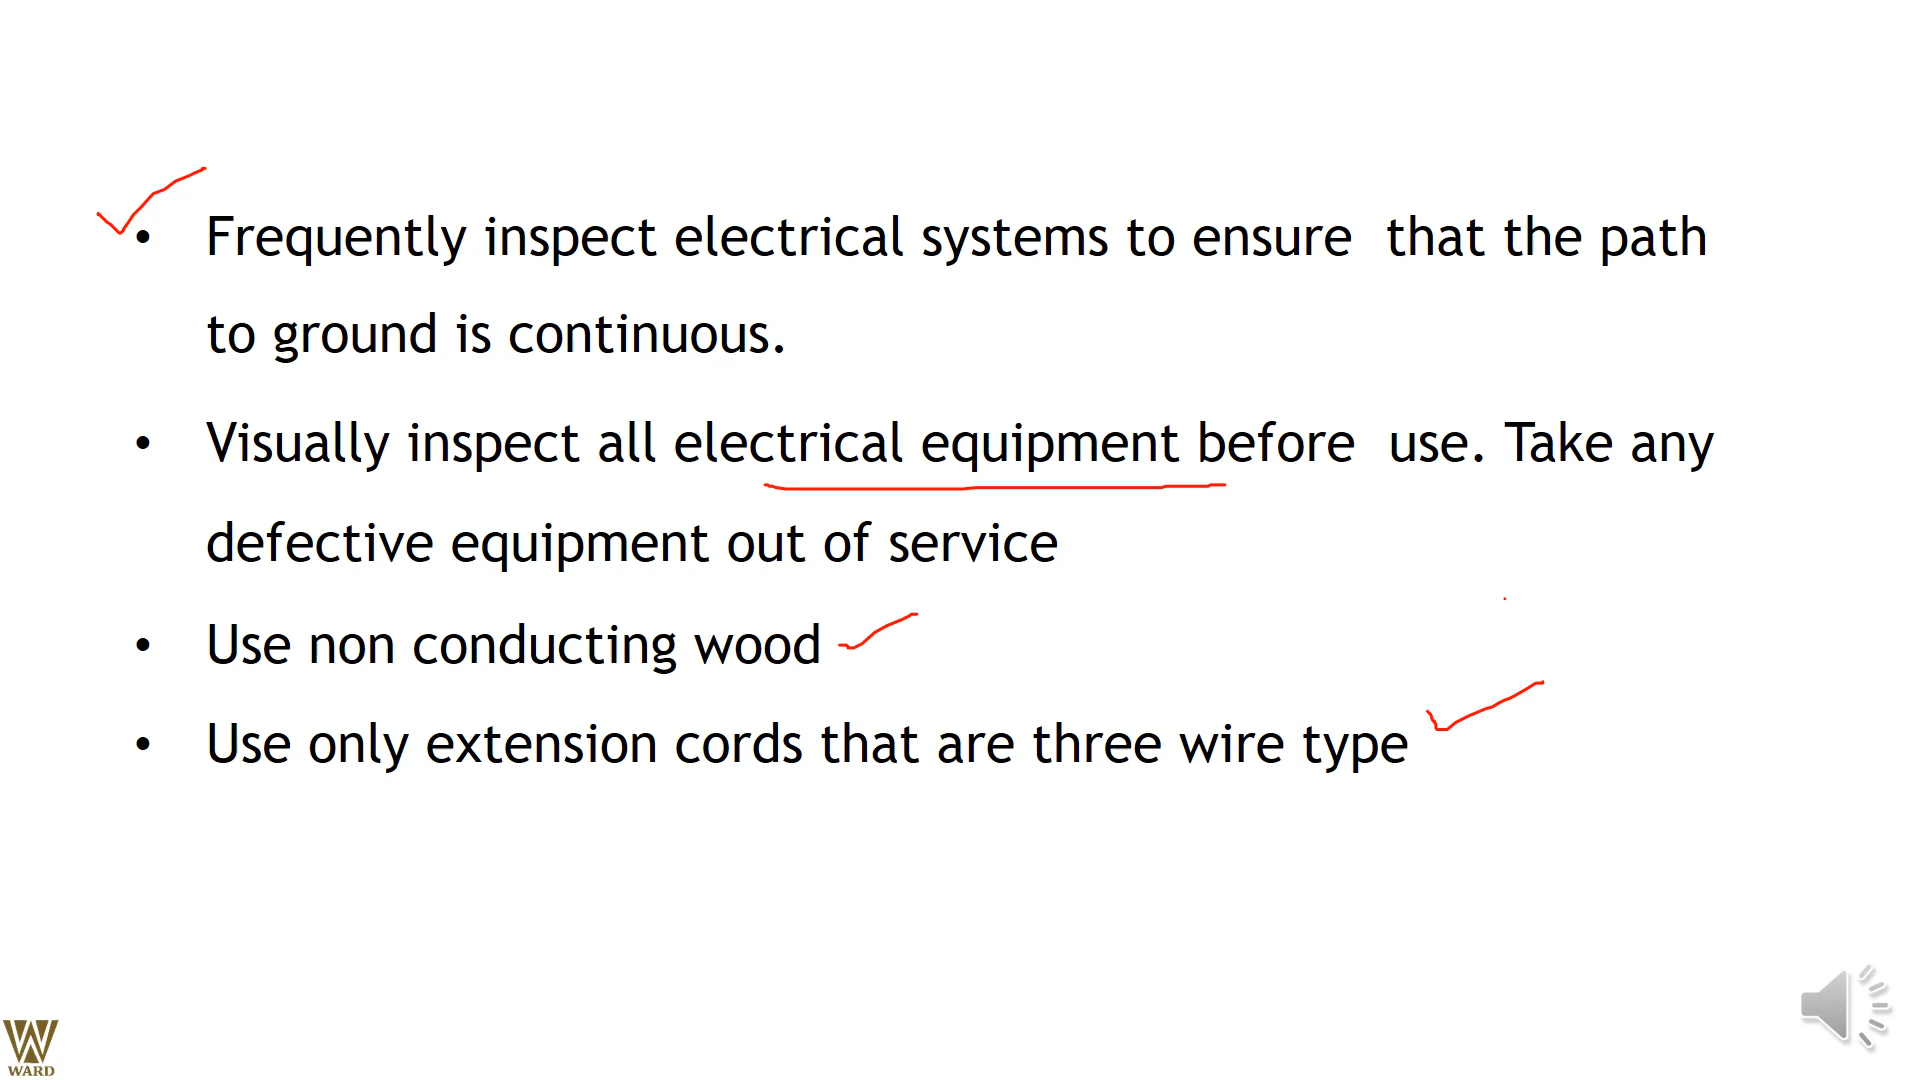 • Frequently inspect electrical systems to ensure that the path
to ground is continuous.
• Visually inspect all electrical equipment before use. Take any
defective equipment out of service
• Use non conducting wood
• Use only extension cords that are three wire type
WARD